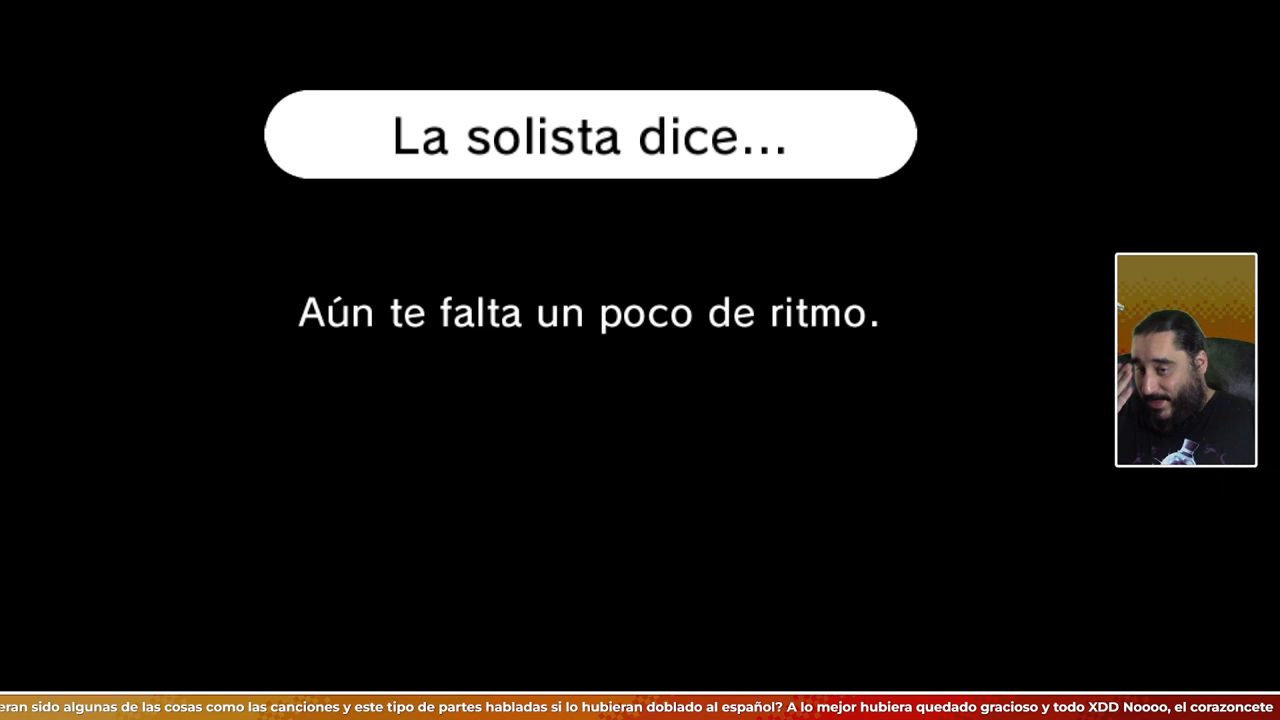 La solista dice...
Aún te falta un poco de ritmo.
eran sido algunas de las cosas como las canciones y este tipo de partes habladas si lo hubieran doblado al español? A lo mejor hubiera quedado gracioso y todo XDD Noooo, el corazoncete